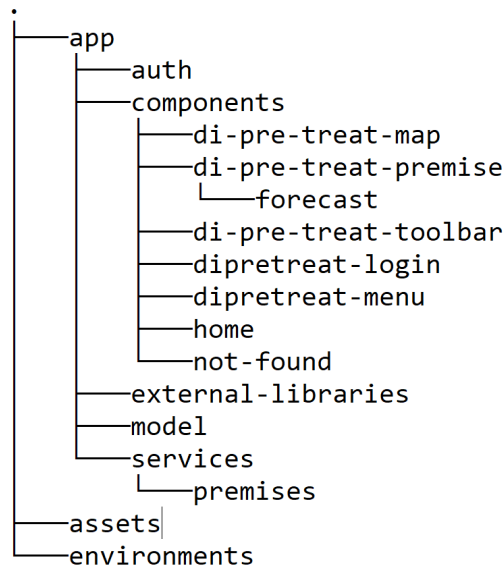 .
app
auth
components
di-pre-treat-map
di-pre-treat-premise
forecast
di-pre-treat-toolbar
dipretreat-login
dipretreat-menu
home
not-found
external-libraries
model
services
premises
assets
environments